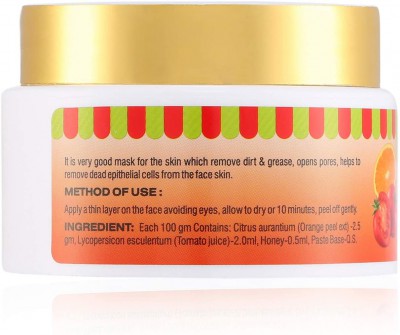 It is very good mask for the skin which remove dirt & grease, opens pores, helps to
remove dead epithelial cells from the face skin.
METHOD OF USE :
Apply a thin layer on the face avoiding eyes, allow to dry or 10 minutes, peel off gently.
INGREDIENT: Each 100 gm Contains: Citrus aurantium (Orange peel oil) -2.5
gm, Lycopersicon esculentum (Tomato juice)-2.0ml, Honey-0.5ml, Paste Base-Q.S.